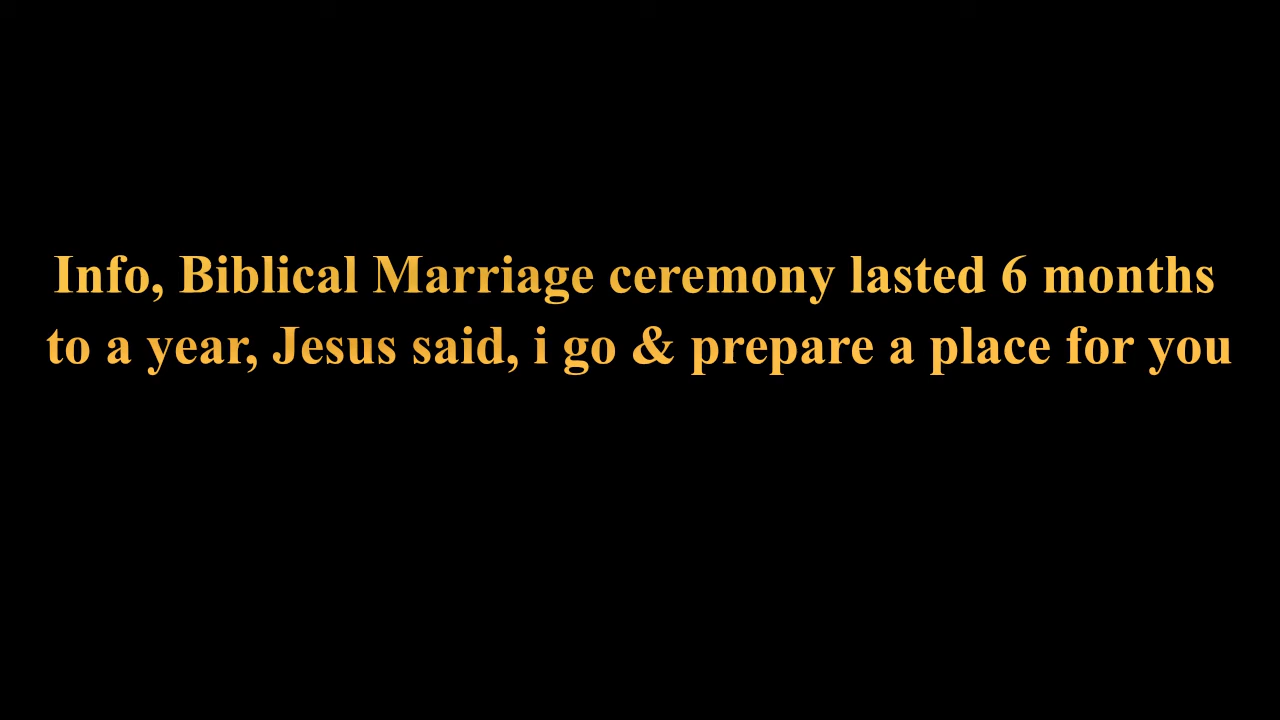 Info, Biblical Marriage ceremony lasted 6 months
to a year, Jesus said, i go & prepare a place for you